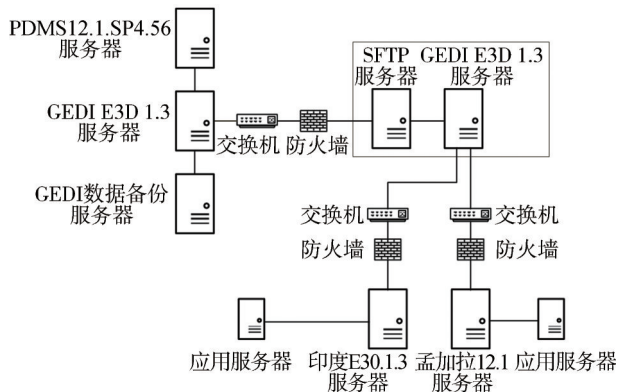 PDMS12.1.SP4.56
服务器
GEDI E3D 1.3
服务器
GEDI数据备份
服务器
交换机
防火墙
SFTP
服务器
GEDI E3D 1.3
服务器
交换机
防火墙
交换机
防火墙
应用服务器
印度E30.1.3
服务器
孟加拉12.1
服务器
应用服务器